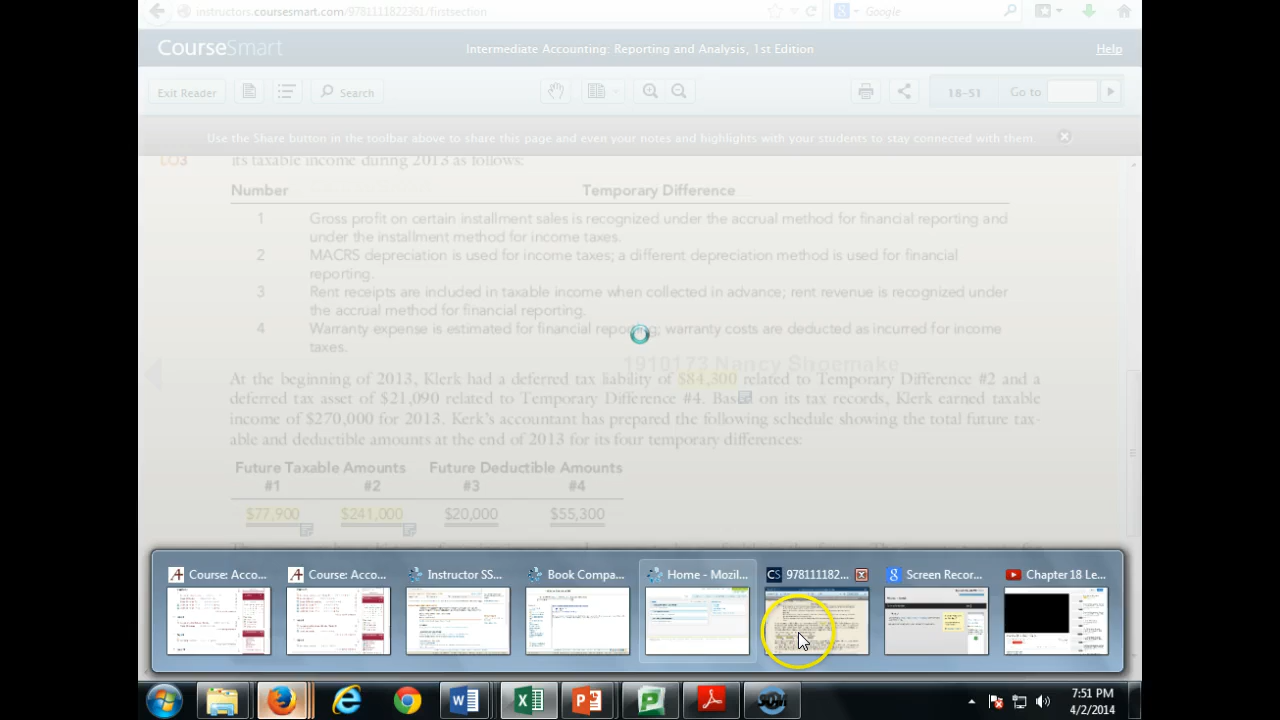 instructors.coursesmart.com/9781111822361/firstsection
Google
CourseSmart
Intermediate Accounting: Reporting and Analysis, 1st Edition
Help
Exit Reader
Search
18-51
Go to
Use the Share button in the toolbar above to share this page and even your notes and highlights with your students to stay connected with them.
LO3
its taxable income during 2013 as follows:
Number
Temporary Difference
1 Gross profit on certain installment sales is recognized under the accrual method for financial reporting and
under the installment method for income taxes.
2 MACRS depreciation is used for income taxes; a different depreciation method is used for financial
reporting.
3 Rent receipts are included in taxable income when collected in advance; rent revenue is recognized under
the accrual method for financial reporting.
4 Warranty expense is estimated for financial reporting; warranty costs are deducted as incurred for income
taxes.
1910173 Nancy Shoemake
At the beginning of 2013, Klerk had a deferred tax liability of $84,300 related to Temporary Difference #2 and a
deferred tax asset of $21,090 related to Temporary Difference #4. Based on its tax records, Klerk earned taxable
income of $270,000 for 2013. Kerk's accountant has prepared the following schedule showing the total future tax-
able and deductible amounts at the end of 2013 for its four temporary differences:
Future Taxable Amounts Future Deductible Amounts
#1 #2 #3 #4
$77,900 $241,000 $20,000 $55,300
Course: Acco...
Course: Acco...
Instructor SS...
Book Compa...
Home - Mozil...
CS 978111182...
Screen Recor...
Chapter 18 Le...
7:51 PM
4/2/2014